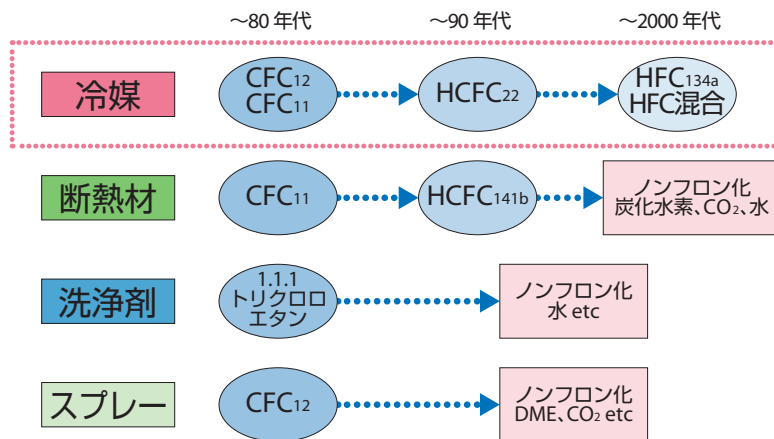 ～80 年代
～90 年代
～2000 年代
冷媒
CFC12
CFC11
HCFC22
HFC134a
HFC混合
断熱材
CFC11
HCFC141b
ノンフロン化
炭化水素、CO2、水
洗浄剤
1.1.1
トリクロロ
エタン
ノンフロン化
水 etc
スプレー
CFC12
ノンフロン化
DME、CO2 etc